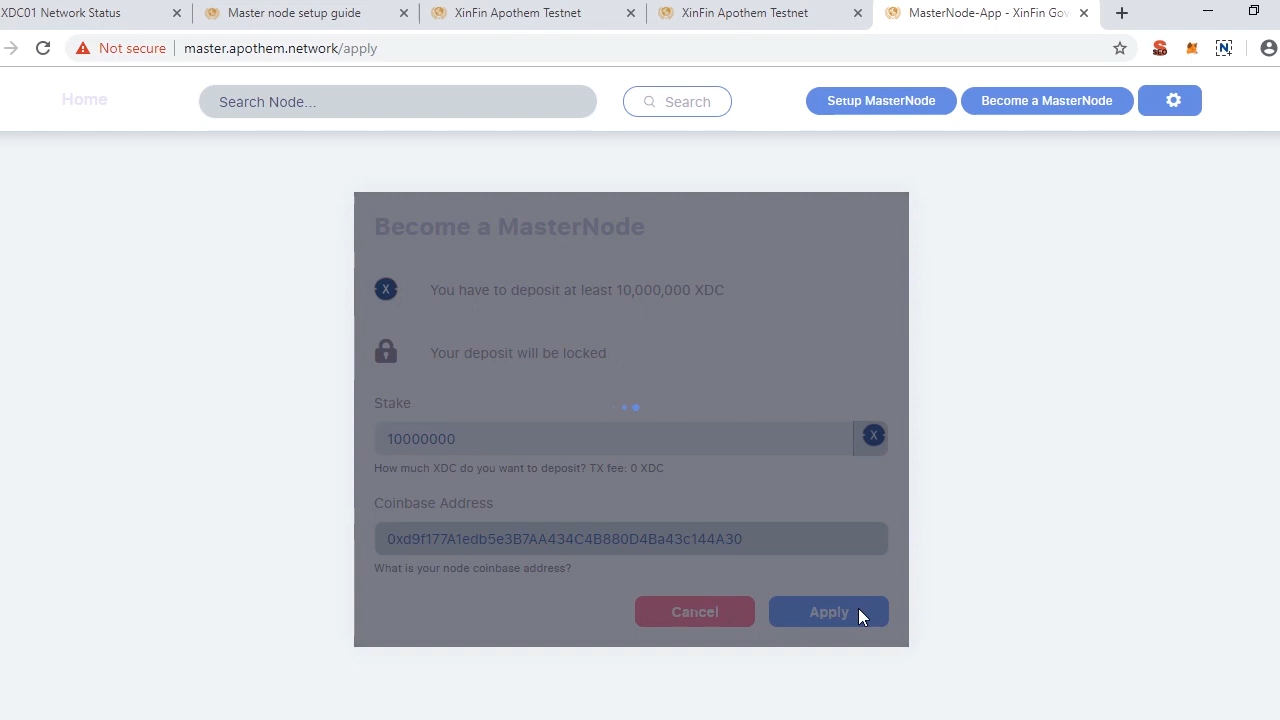 XDC01 Network Status
Master node setup guide
XinFin Apothem Testnet
XinFin Apothem Testnet
MasterNode-App - XinFin Gov
Not secure
master.apothem.network/apply
SEO
N
Home
Search Node...
Search
Setup MasterNode
Become a MasterNode
Become a MasterNode
X
You have to deposit at least 10,000,000 XDC
Your deposit will be locked
Stake
10000000
X
How much XDC do you want to deposit? TX fee: 0 XDC
Coinbase Address
0xd9f177A1edb5e3B7AA434C4B880D4Ba43c144A30
What is your node coinbase address?
Cancel
Apply